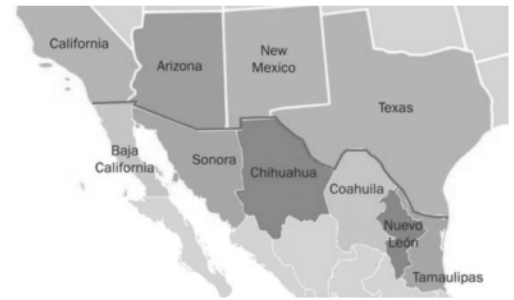 California
Arizona
New
Mexico
Texas
Baja
California
Sonora
Chihuahua
Coahuila
Nuevo
León
Tamaulipas